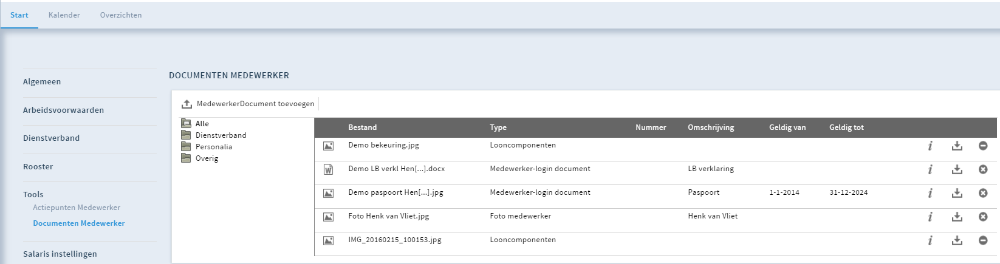 Start Kalender Overzichten
Algemeen
Arbeidsvoorwaarden
Dienstverband
Rooster
Tools
Actiepunten Medewerker
Documenten Medewerker
Salaris instellingen
DOCUMENTEN MEDEWERKER
MedewerkerDocument toevoegen
Alle
Dienstverband
Personalia
Overig
Bestand Type Nummer Omschrijving Geldig van Geldig tot
Demo bekeuring.jpg Looncomponenten
Demo LB verkl Hen[...].docx Medewerker-login document LB verklaring
Demo paspoort Hen[...].jpg Medewerker-login document Paspoort 1-1-2014 31-12-2024
Foto Henk van Vliet.jpg Foto medewerker Henk van Vliet
IMG_20160215_100153.jpg Looncomponenten